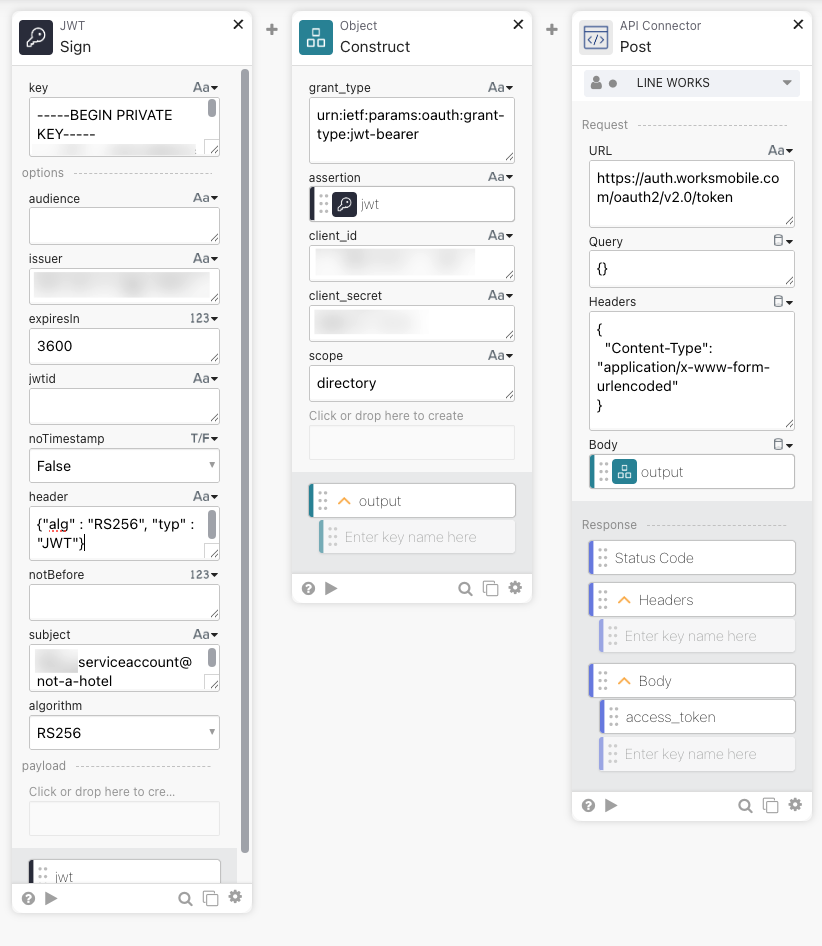 JWT
Sign
key
Aa
-----BEGIN PRIVATE
KEY-----
options
audience
Aa
issuer
Aa
expiresIn
123
3600
jwtid
Aa
noTimestamp
T/F
False
header
Aa
{"alg" : "RS256", "typ" :
"JWT"}
notBefore
123
subject
Aa
serviceaccount@
not-a-hotel
algorithm
RS256
payload
Click or drop here to cre...
jwt
Object
Construct
grant_type
Aa
urn:ietf:params:oauth:grant-
type:jwt-bearer
assertion
Aa
jwt
client_id
Aa
client_secret
Aa
scope
Aa
directory
Click or drop here to create
output
Enter key name here
API Connector
Post
LINE WORKS
Request
URL
Aa
https://auth.worksmobile.co
m/oauth2/v2.0/token
Query
{}
Headers
{
"Content-Type":
"application/x-www-form-
urlencoded"
}
Body
output
Response
Status Code
Headers
Enter key name here
Body
access_token
Enter key name here